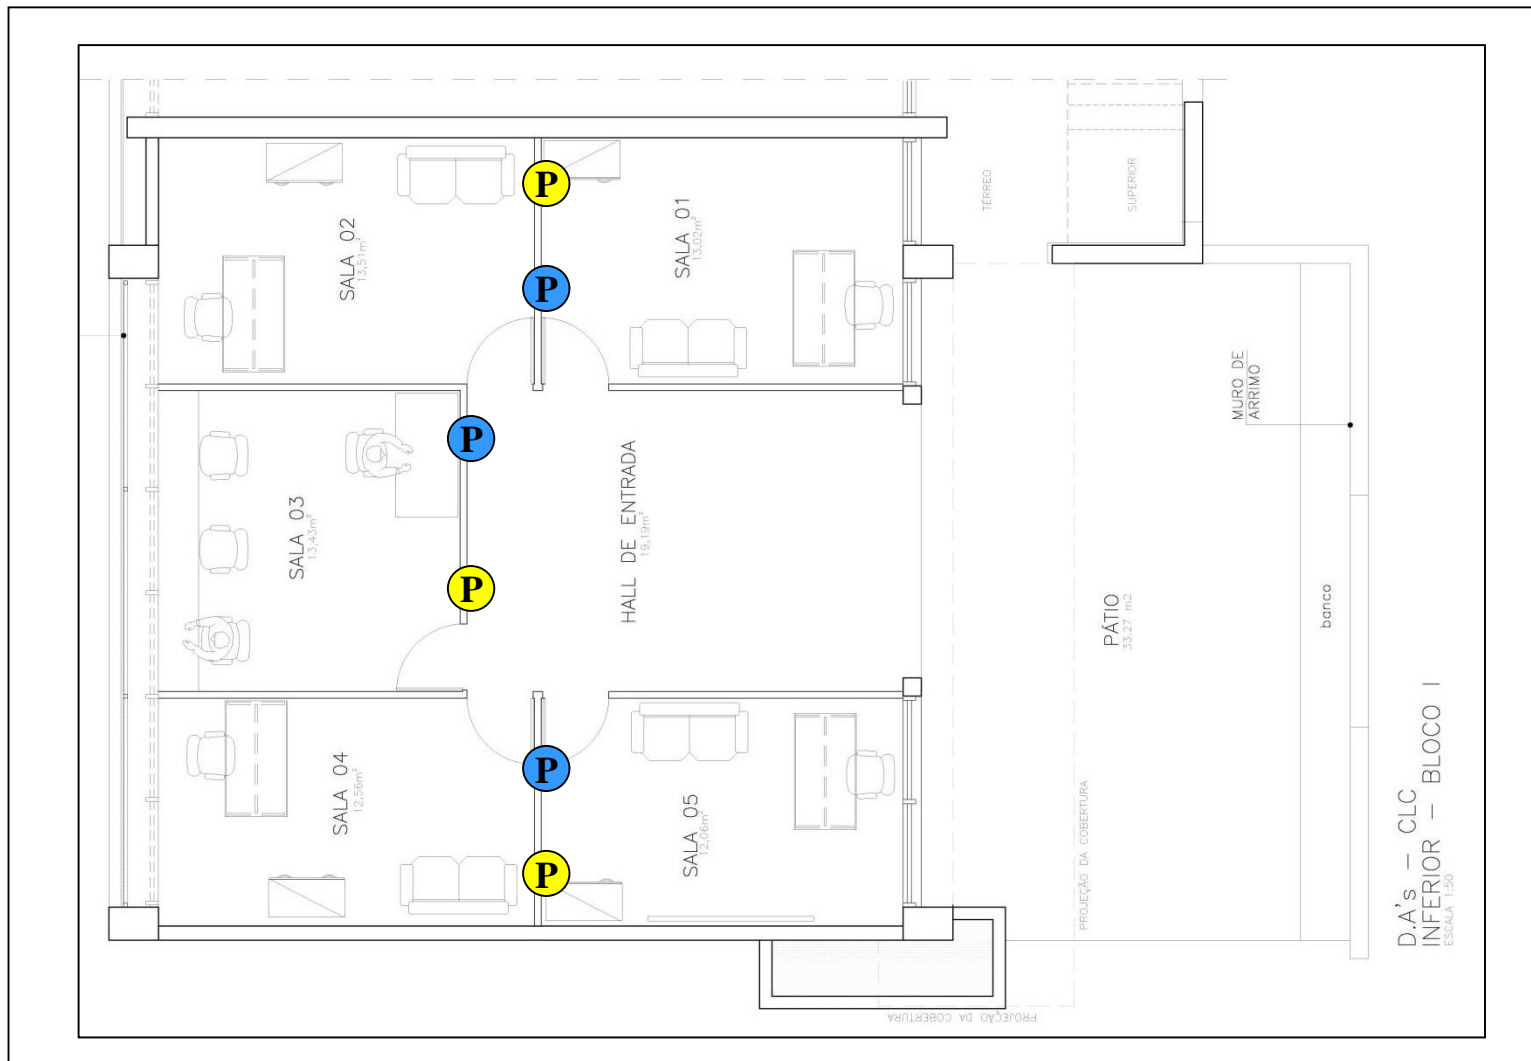 SALA 02
13,51m²
P
SALA 01
13,02m²
TÉRREO
SUPERIOR
P
MURO DE
ARRIMO
P
SALA 03
13,43m²
HALL DE ENTRADA
19,19m²
P
PÁTIO
33.27 m2
banco
SALA 04
12,56m²
P
SALA 05
12,06m²
P
PROJEÇÃO DA COBERTURA
PROJEÇÃO DA COBERTURA
D.A's - CLC
INFERIOR - BLOCO I
ESCALA 1:50